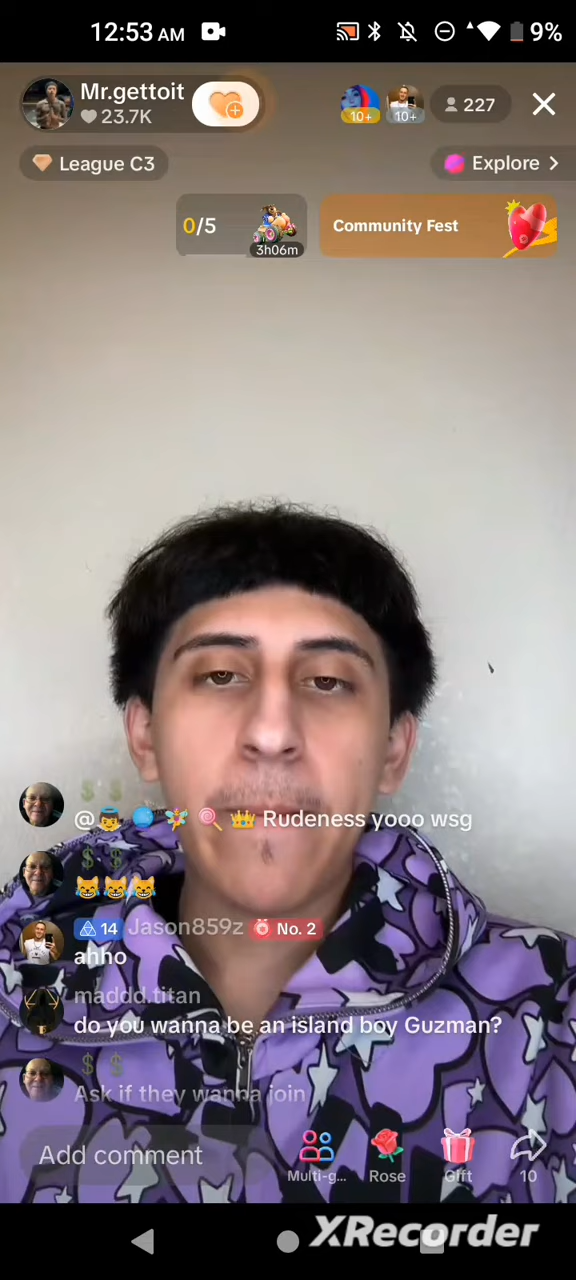 12:53 AM
9%
Mr.gettoit
23.7K
10+
10+
227
League C3
Explore >
0/5
3h06m
Community Fest
$ $
@👼🔵🧚🍭👑 Rudeness yooo wsg
$ $
😹😹😹
14 Jason859z No. 2
ahho
maddd.titan
do you wanna be an island boy Guzman?
$ $
Ask if they wanna join
Add comment
Multi-g...
Rose
Gift
10
XRecorder